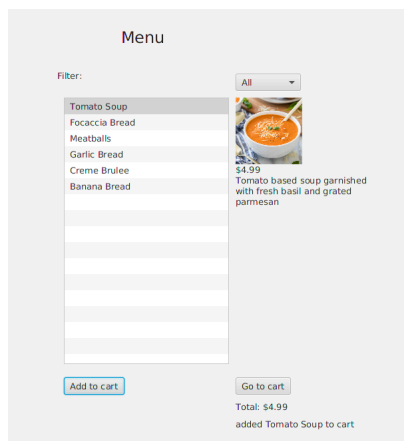 Menu
Filter:
All
Tomato Soup
Focaccia Bread
Meatballs
Garlic Bread
Creme Brulee
Banana Bread
$4.99
Tomato based soup garnished
with fresh basil and grated
parmesan
Add to cart
Go to cart
Total: $4.99
added Tomato Soup to cart